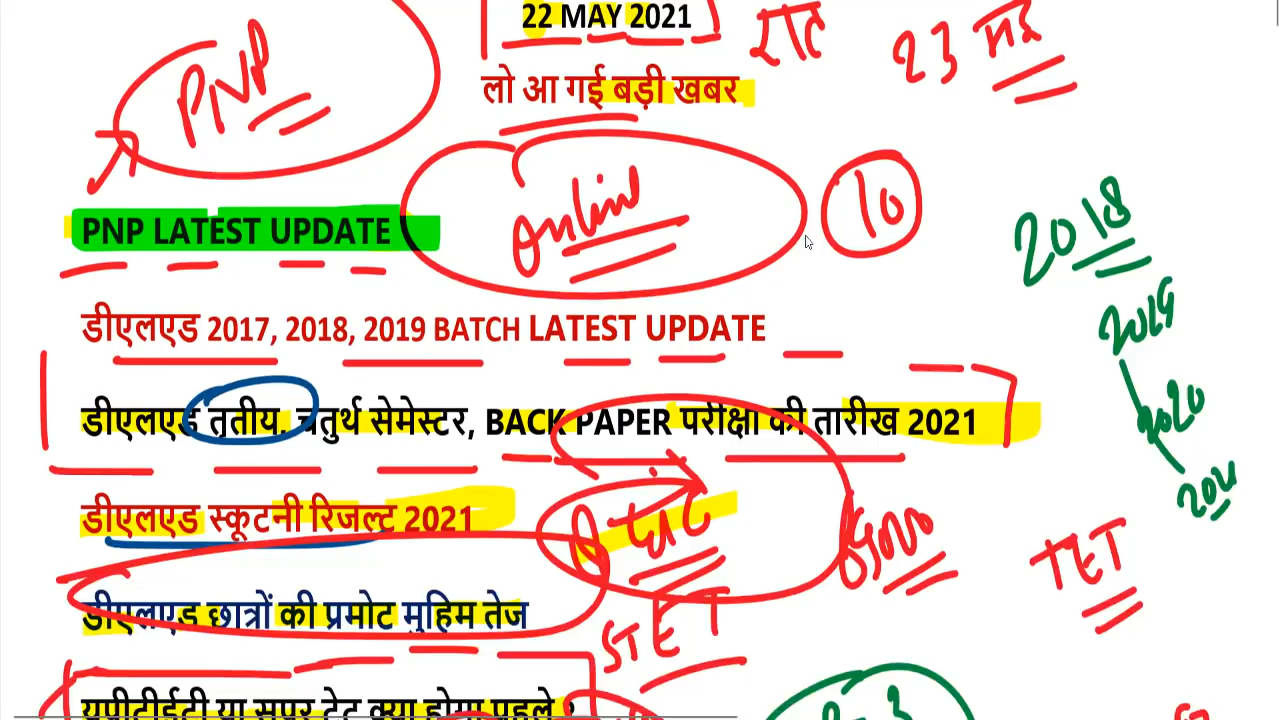 22 MAY 2021
रात 23 मई
लो आ गई बड़ी खबर
PNP
Online 10
PNP LATEST UPDATE
2018
2019
डीएलएड 2017, 2018, 2019 BATCH LATEST UPDATE
2020
डीएलएड तृतीय, चतुर्थ सेमेस्टर, BACK PAPER परीक्षा की तारीख 2021
डीएलएड स्कूटनी रिजल्ट 2021
TET
डीएलएड छात्रों की प्रमोट मुहिम तेज
STET
यूपीटीईटी या सुपर टेट क्या होगा पहले ?